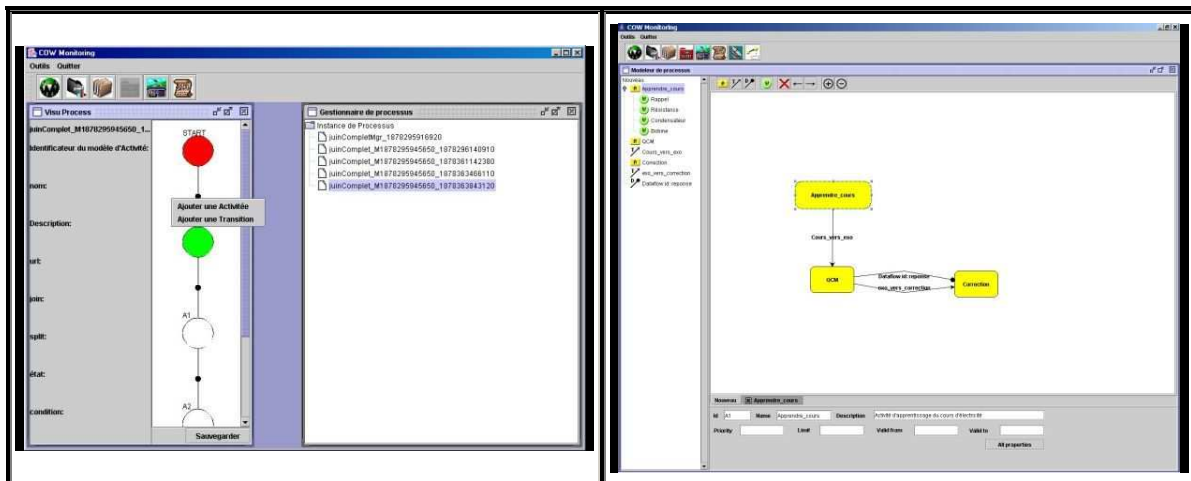 COW Monitoring
Outils Quitter
Visu Process
juinComplet_M1878295945650_1...
Identificateur du modèle d'Activité:
nom:
Description:
url:
join:
split:
état:
condition:
START
Ajouter une Activitée
Ajouter une Transition
A1
A2
Sauvegarder
Gestionnaire de processus
Instance de Processus
juinCompletMgr_1878295916920
juinComplet_M1878295945650_1878296140910
juinComplet_M1878295945650_1878361142380
juinComplet_M1878295945650_1878363466110
juinComplet_M1878295945650_1878363843120
COW Monitoring
Outils Quitter
Modeleur de processus
Nouveau
Apprendre_cours
Rappel
Résistance
Condensateur
Bobine
QCM
Cours_vers_exo
Correction
exo_vers_correction
Dataflow id reponse
Apprendre_cours
Cours_vers_exo
QCM
Dataflow id reponse
exo_vers_correction
Correction
Nouveau Apprendre_cours
Id A1 Name Apprendre_cours Description Activité d'apprentissage du cours d'électricité
Priority Limit Valid from Valid to
All properties